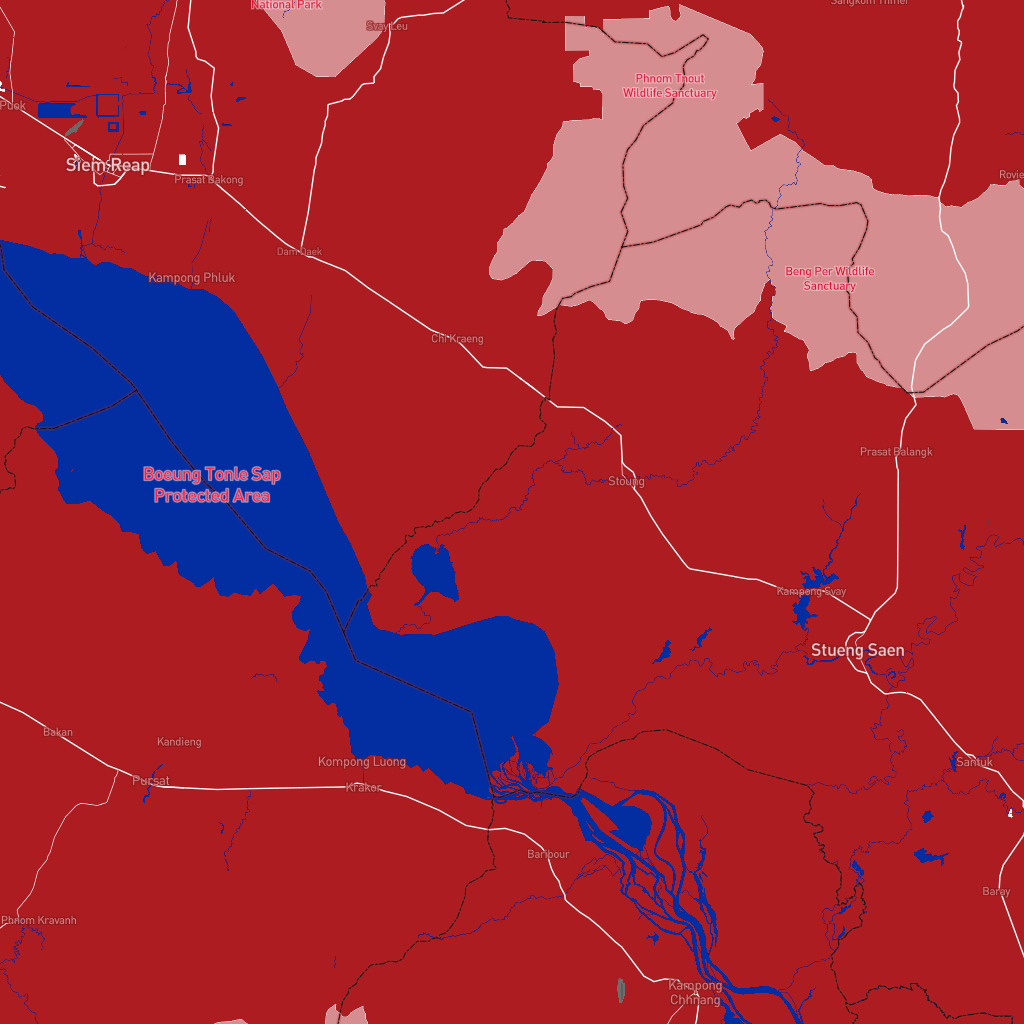 National Park
Svay Leu
Sangkom Thmei
Phnom Tnout
Wildlife Sanctuary
Puok
Siem Reap
Prasat Bakong
Rovie
Dam Daek
Kampong Phluk
Beng Per Wildlife
Sanctuary
Chi Kraeng
Prasat Balangk
Boeung Tonle Sap
Protected Area
Stoung
Kampong Svay
Stueng Saen
Bakan
Kandieng
Kompong Luong
Santuk
Pursat
Krakor
Baribour
Baray
Phnom Kravanh
Kampong
Chhnang